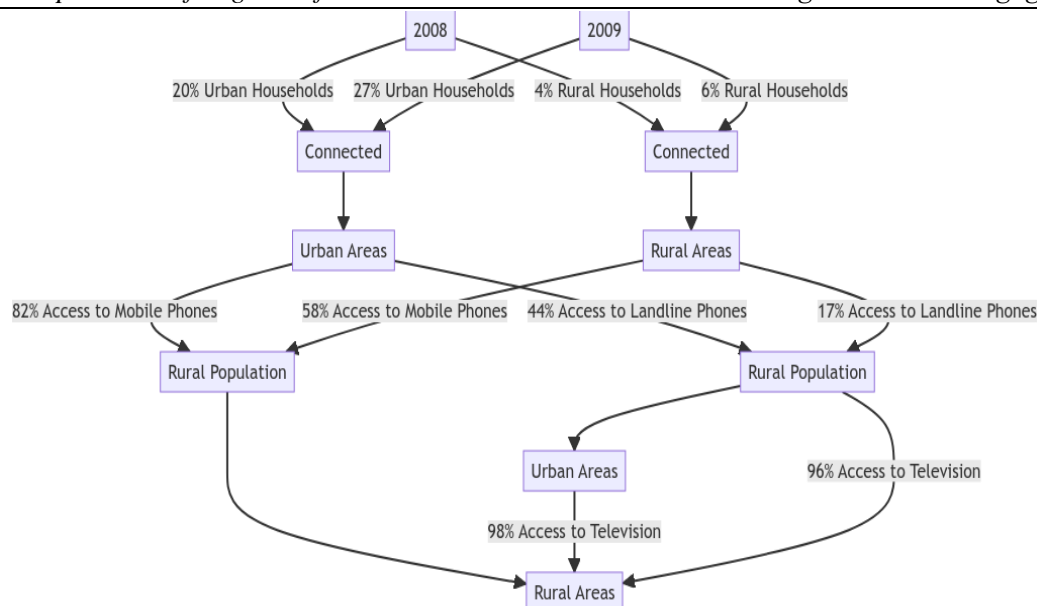 2008
2009
20% Urban Households
27% Urban Households
4% Rural Households
6% Rural Households
Connected
Connected
Urban Areas
Rural Areas
82% Access to Mobile Phones
58% Access to Mobile Phones
44% Access to Landline Phones
17% Access to Landline Phones
Rural Population
Rural Population
Urban Areas
96% Access to Television
98% Access to Television
Rural Areas